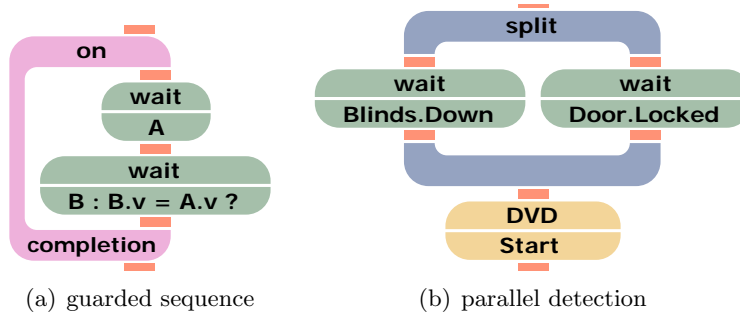 on
wait
A
wait
B : B.v = A.v ?
completion
(a) guarded sequence
split
wait
Blinds.Down
wait
Door.Locked
DVD
Start
(b) parallel detection